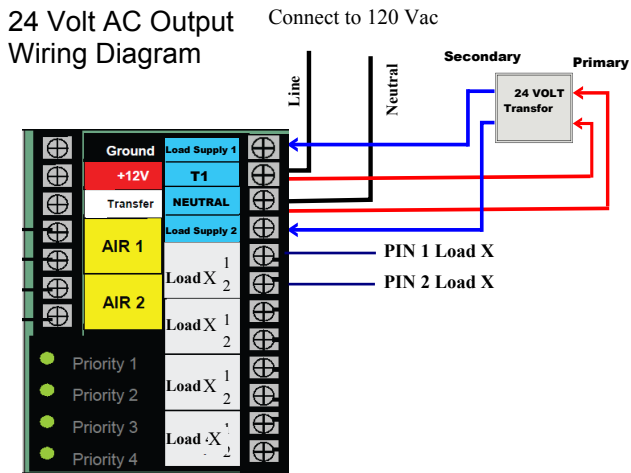 24 Volt AC Output
Wiring Diagram
Connect to 120 Vac
Line
Neutral
Secondary
Primary
24 VOLT
Transfor
Ground
Load Supply 1
+12V
T1
Transfer
NEUTRAL
AIR 1
Load Supply 2
Load X 1
2
PIN 1 Load X
PIN 2 Load X
AIR 2
Load X 1
2
Priority 1
Load X 1
2
Priority 2
Priority 3
Load X
2
Priority 4